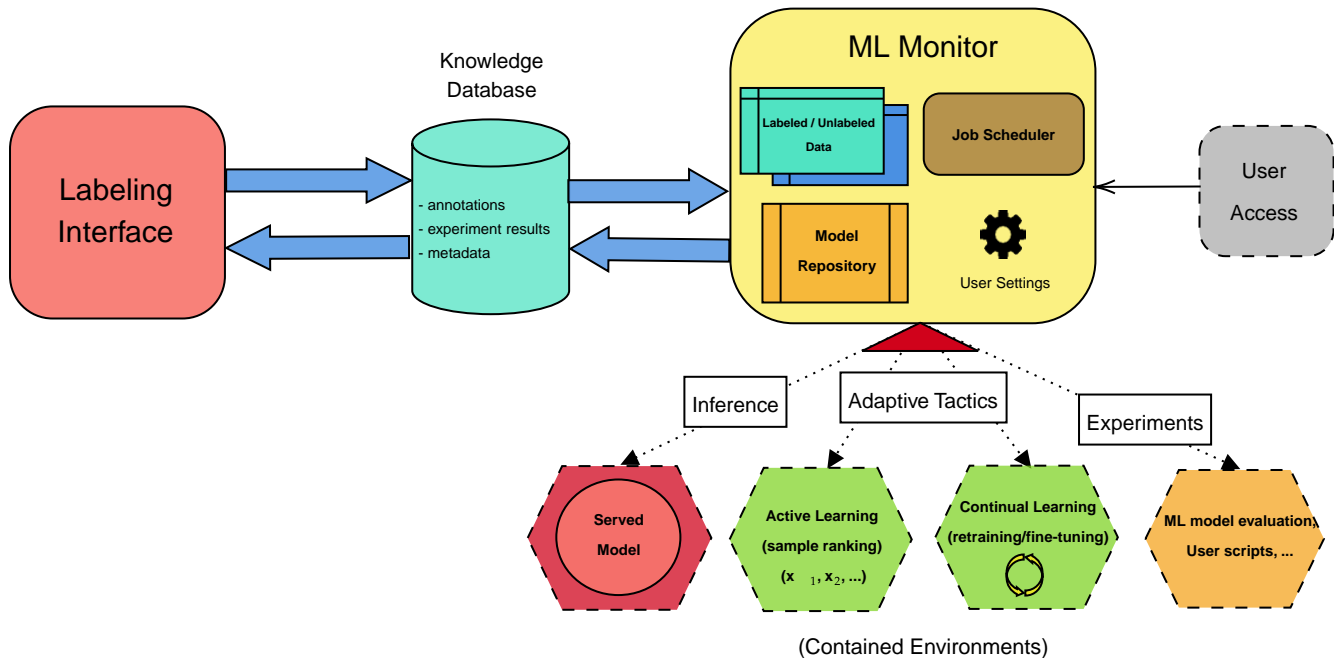 ML Monitor
Knowledge
Database
Labeled / Unlabeled
Data
Job Scheduler
Labeling
Interface
- annotations
- experiment results
- metadata
Model
Repository
User Settings
User
Access
Inference
Adaptive Tactics
Experiments
Served
Model
Active Learning
(sample ranking)
(x 1, x2, ...)
Continual Learning
(retraining/fine-tuning)
ML model evaluation;
User scripts, ...
(Contained Environments)